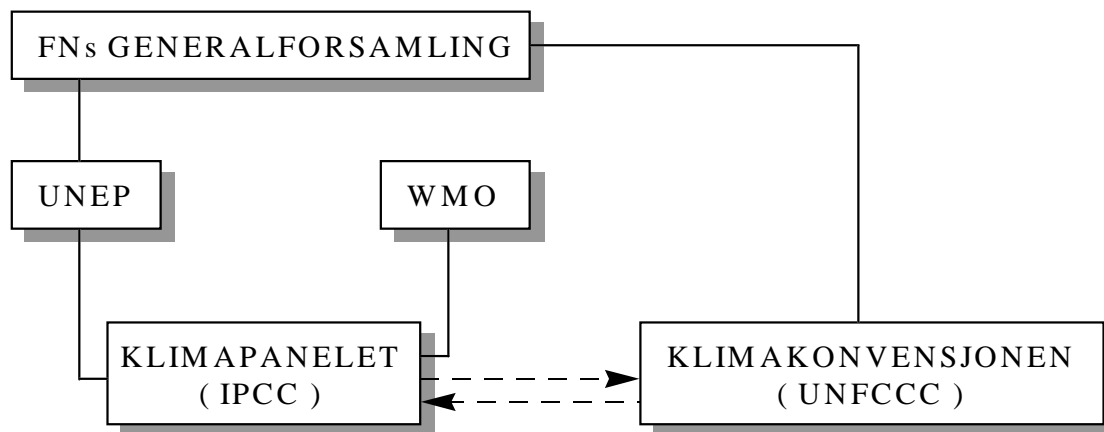 FNs GENERALFORSAMLING
UNEP
WMO
KLIMAPANELET
( IPCC )
KLIMAKONVENSJONEN
( UNFCCC )